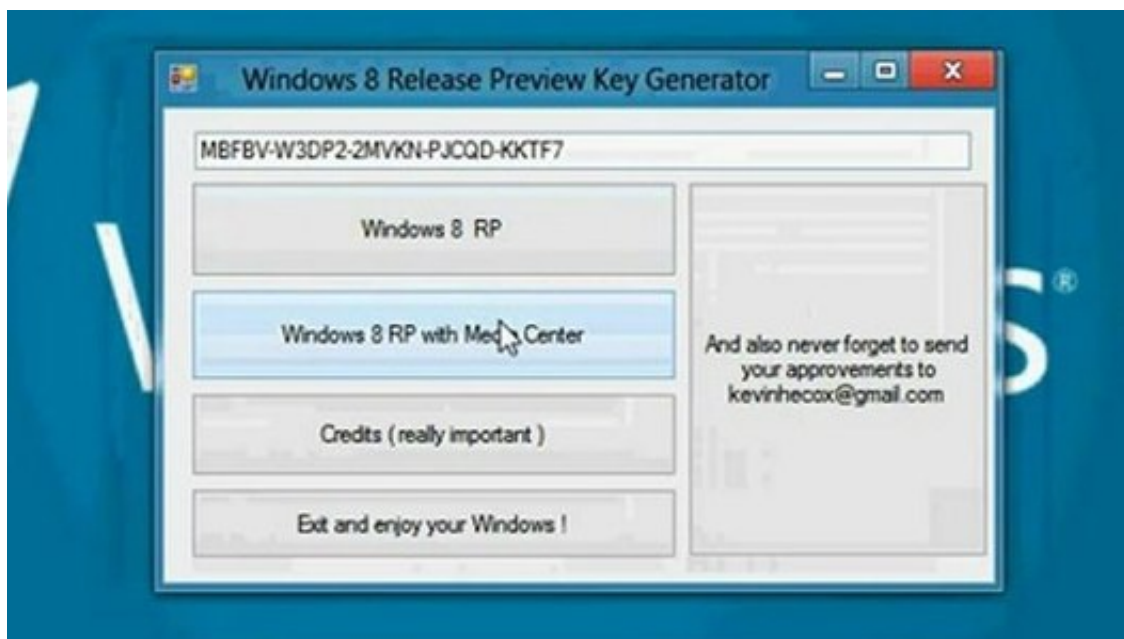 Windows 8 Release Preview Key Generator
MBFBV-W3DP2-2MVKN-PJCQD-KKTF7
Windows 8 RP
Windows 8 RP with Media Center
Credits ( really important )
Exit and enjoy your Windows !
And also never forget to send
your approvements to
kevinhecox@gmail.com